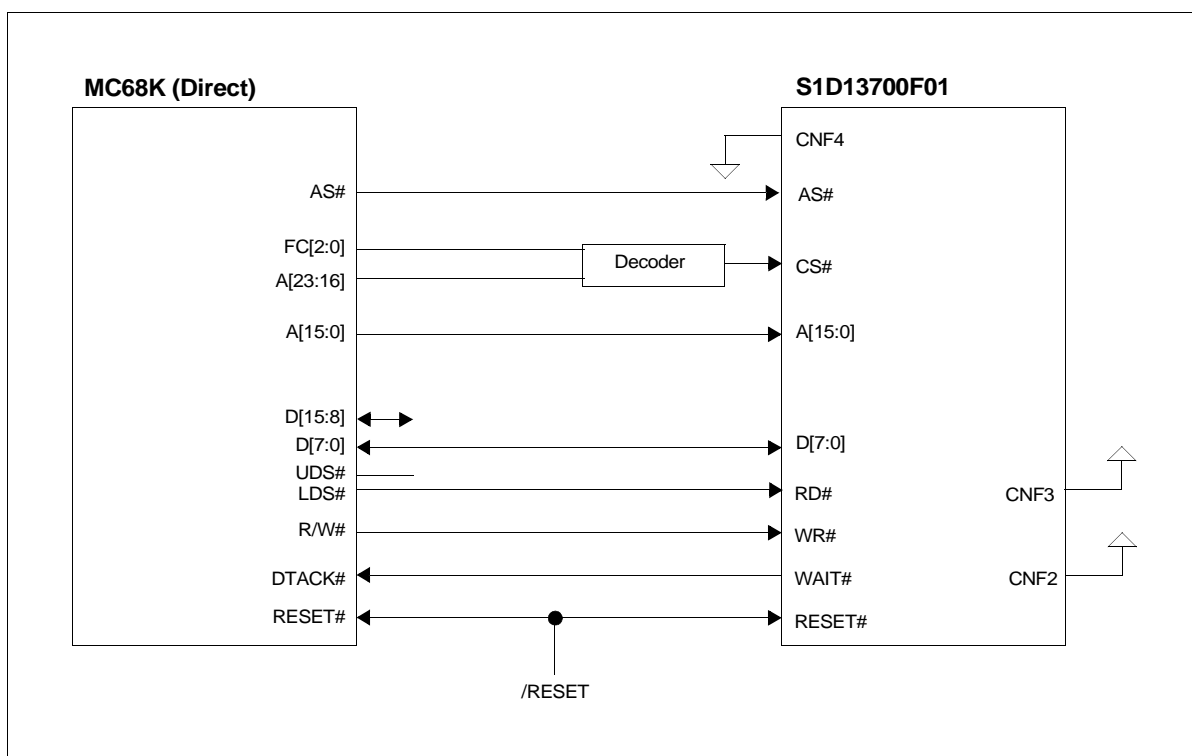 MC68K (Direct)
S1D13700F01
CNF4
AS#
AS#
FC[2:0]
Decoder
CS#
A[23:16]
A[15:0]
A[15:0]
D[15:8]
D[7:0]
D[7:0]
UDS#
LDS#
RD#
CNF3
R/W#
WR#
DTACK#
WAIT#
CNF2
RESET#
RESET#
/RESET